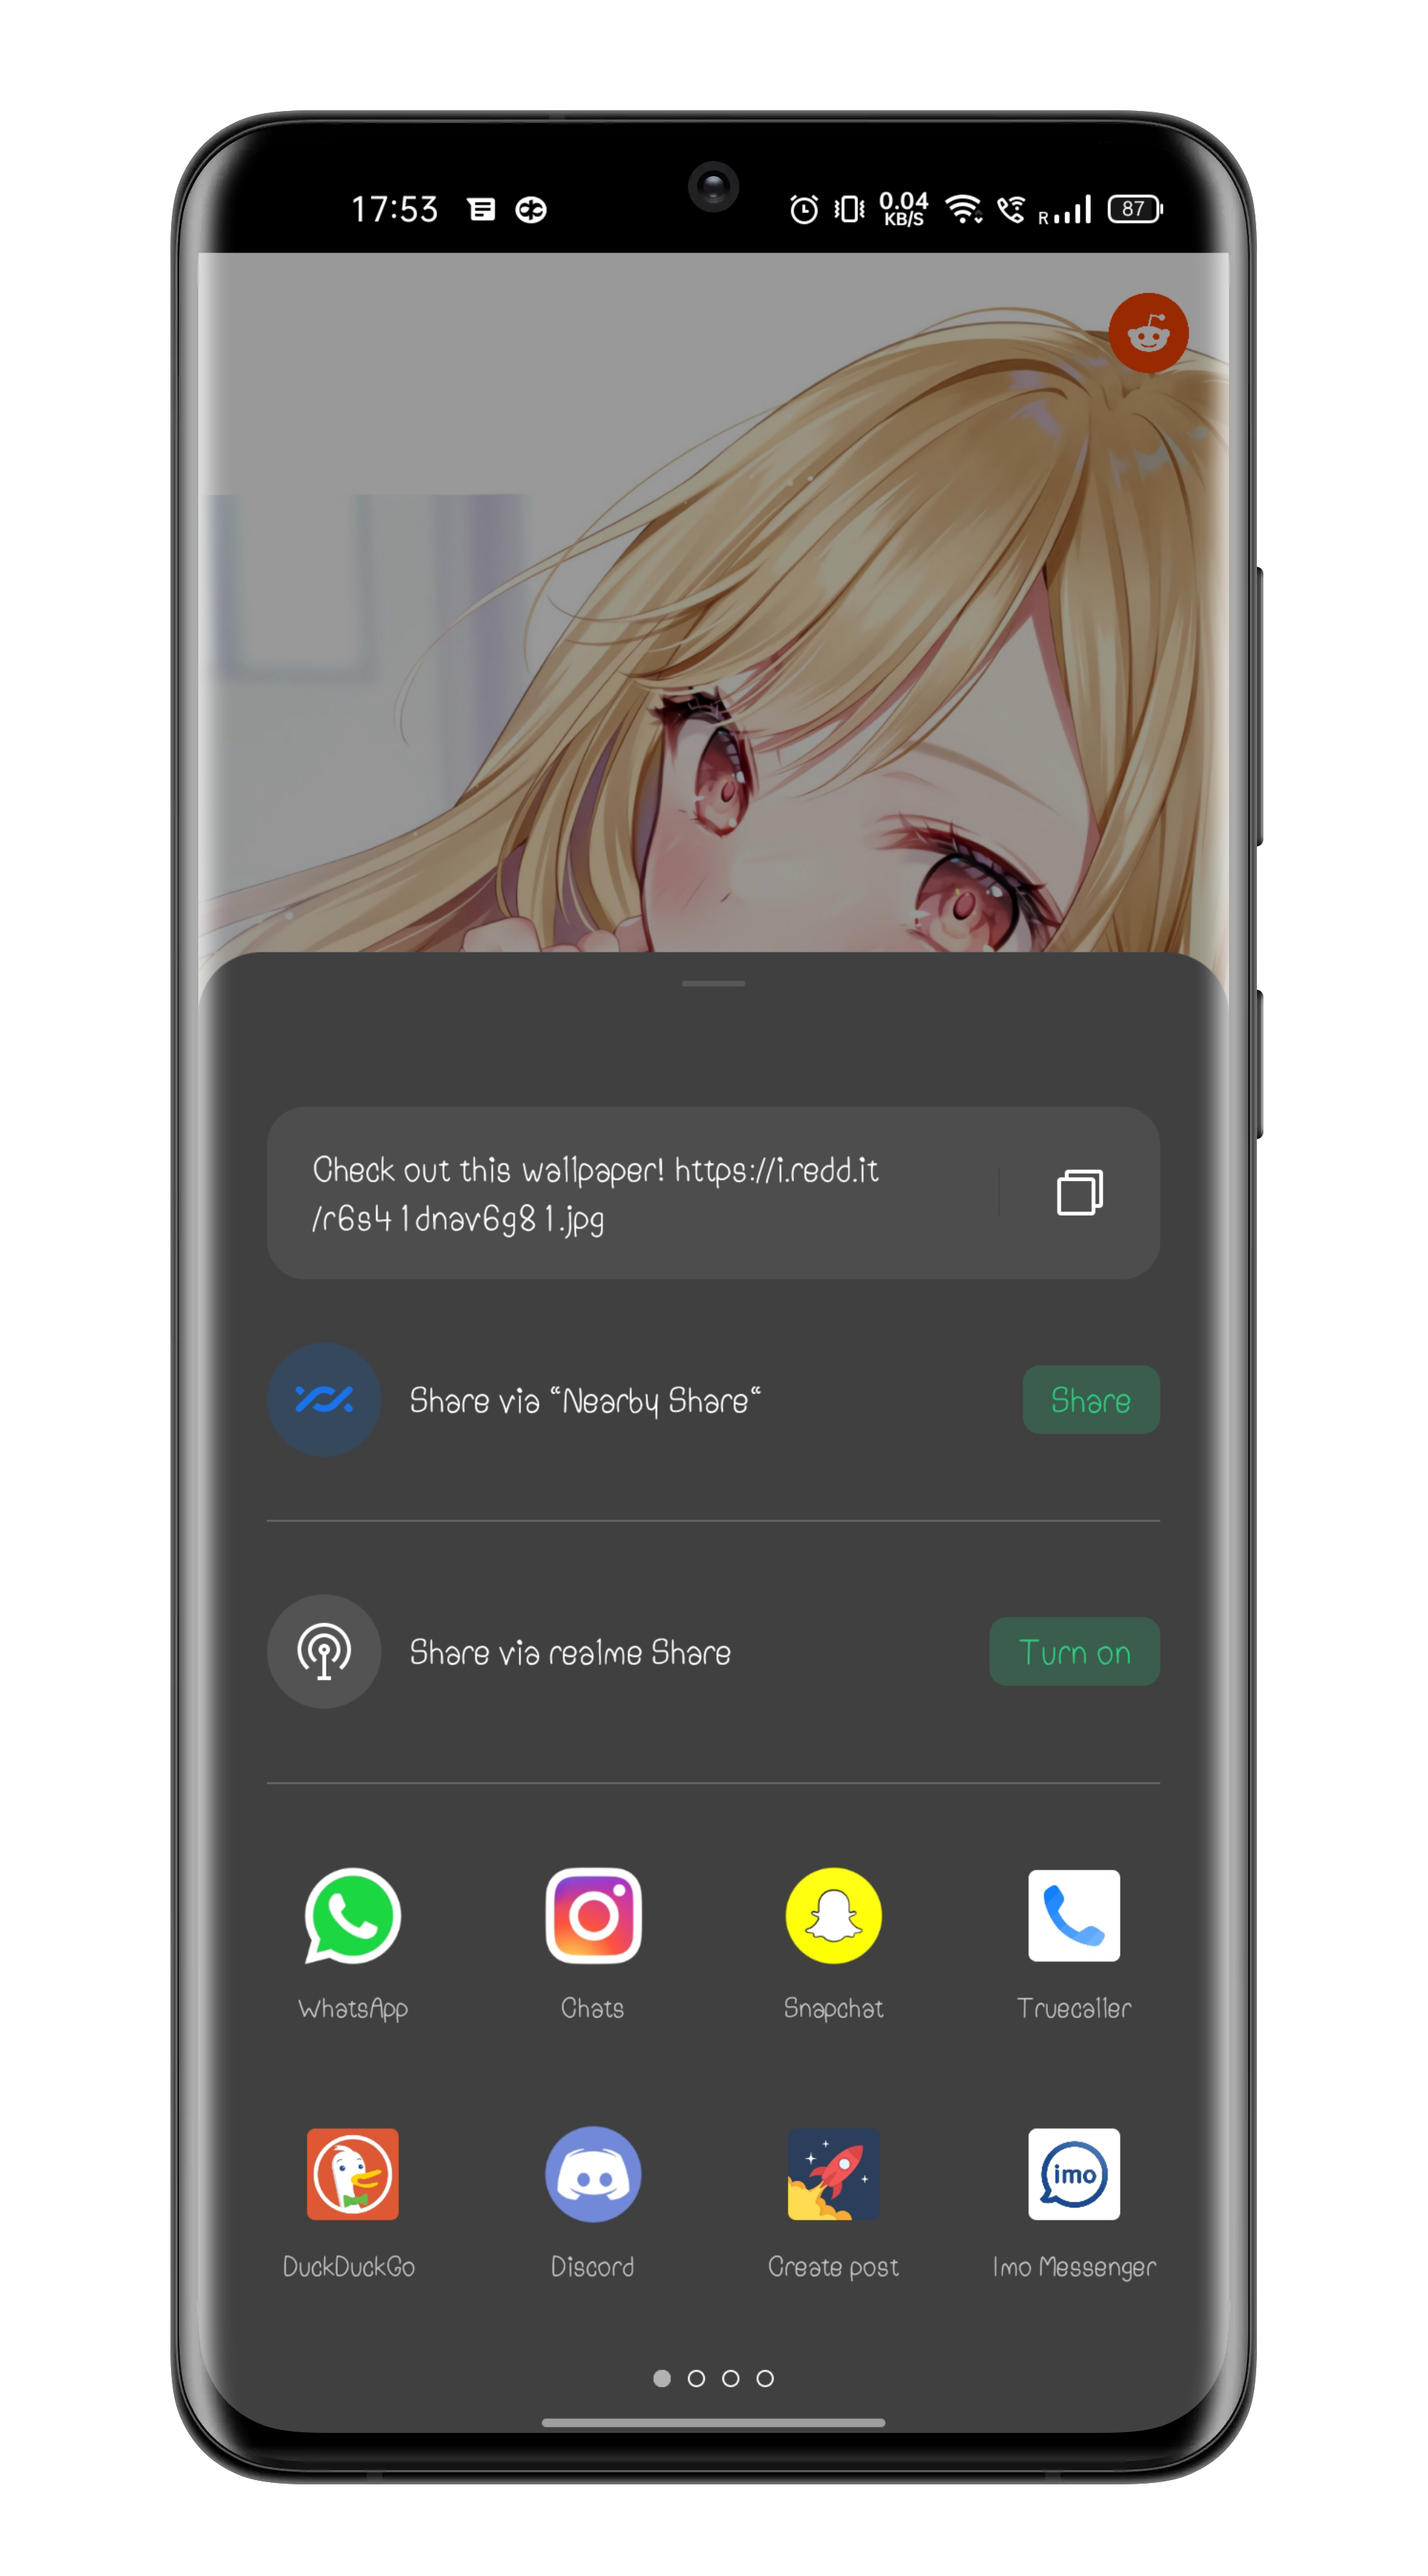 17:53
0.04
KB/S
R
87
Check out this wallpaper! https://i.redd.it
/r6s41dnav6g81.jpg
Share via “Nearby Share“
Share
Share via realme Share
Turn on
WhatsApp
Chats
Snapchat
Truecaller
imo
DuckDuckGo
Discord
Create post
Imo Messenger